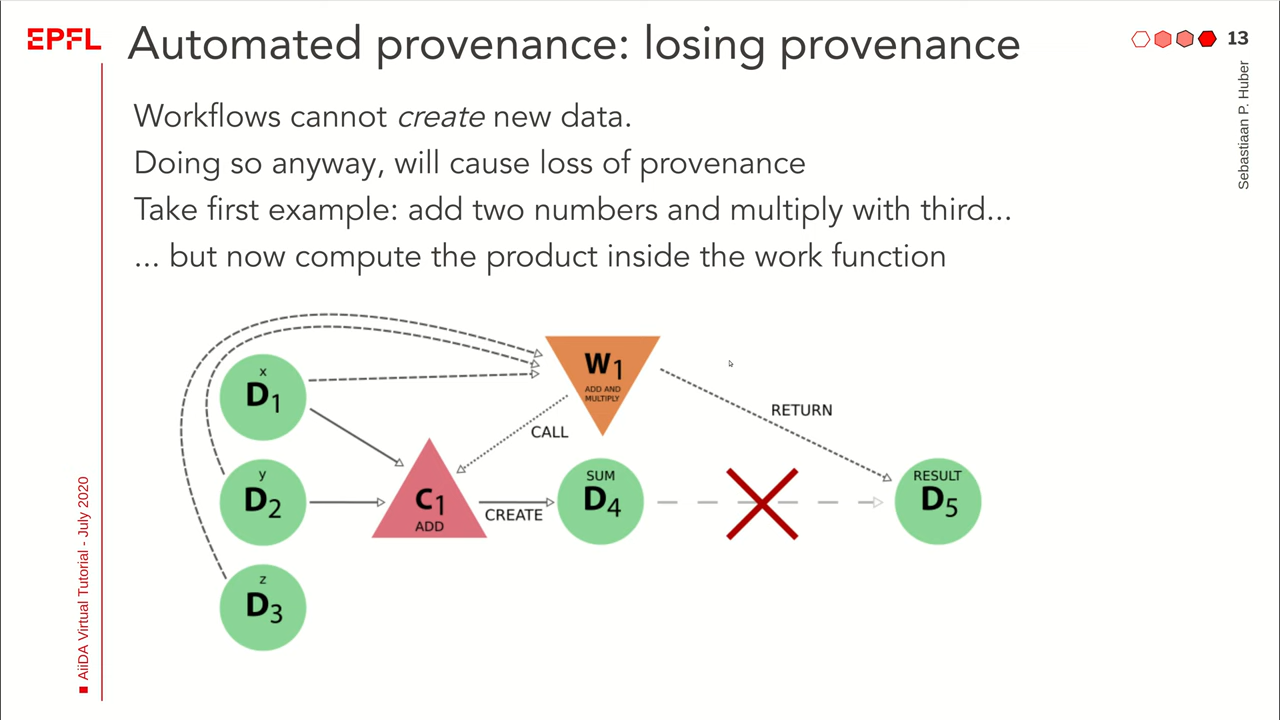 EPFL
Automated provenance: losing provenance
13
Sebastiaan P. Huber
Workflows cannot create new data.
Doing so anyway, will cause loss of provenance
Take first example: add two numbers and multiply with third...
... but now compute the product inside the work function
x
D1
y
D2
z
D3
W1
ADD AND
MULTIPLY
CALL
RETURN
C1
ADD
CREATE
SUM
D4
RESULT
D5
AiiDA Virtual Tutorial - July 2020